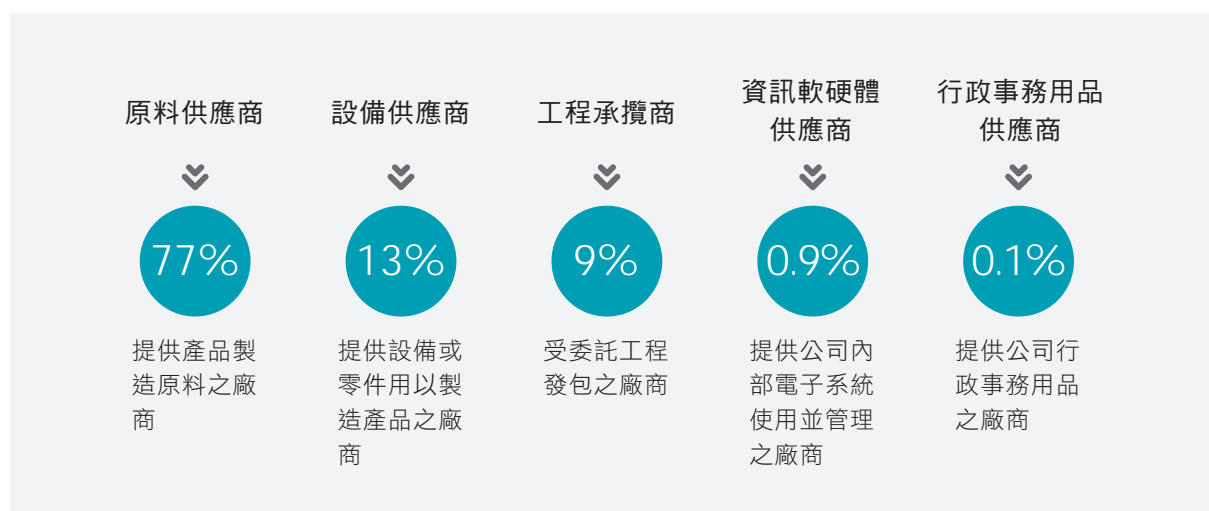 原料供應商
設備供應商
工程承攬商
資訊軟硬體
供應商
行政事務用品
供應商
77%
13%
9%
0.9%
0.1%
提供產品製
造原料之廠
商
提供設備或
零件用以製
造產品之廠
商
受委託工程
發包之廠商
提供公司內
部電子系統
使用並管理
之廠商
提供公司行
政事務用品
之廠商